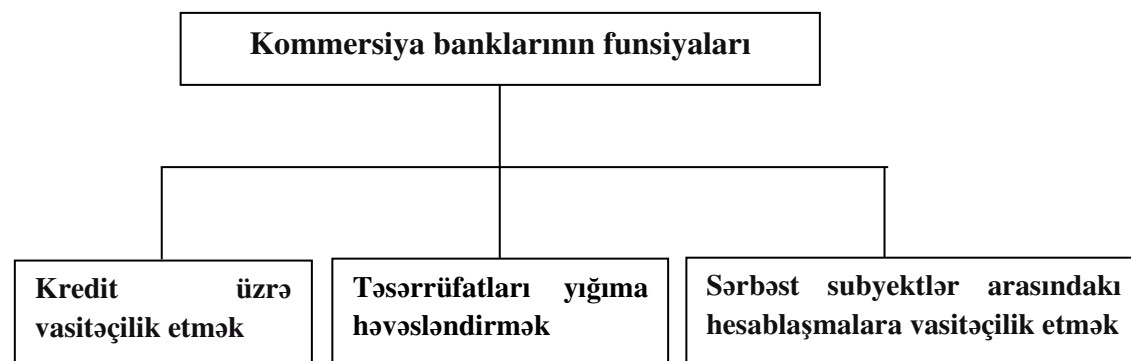 Kommersiya banklarının funsiyaları
Kredit üzrə
vasitəçilik etmək
Təsərrüfatları yığıma
həvəsləndirmək
Sərbəst subyektlər arasındakı
hesablaşmalara vasitəçilik etmək